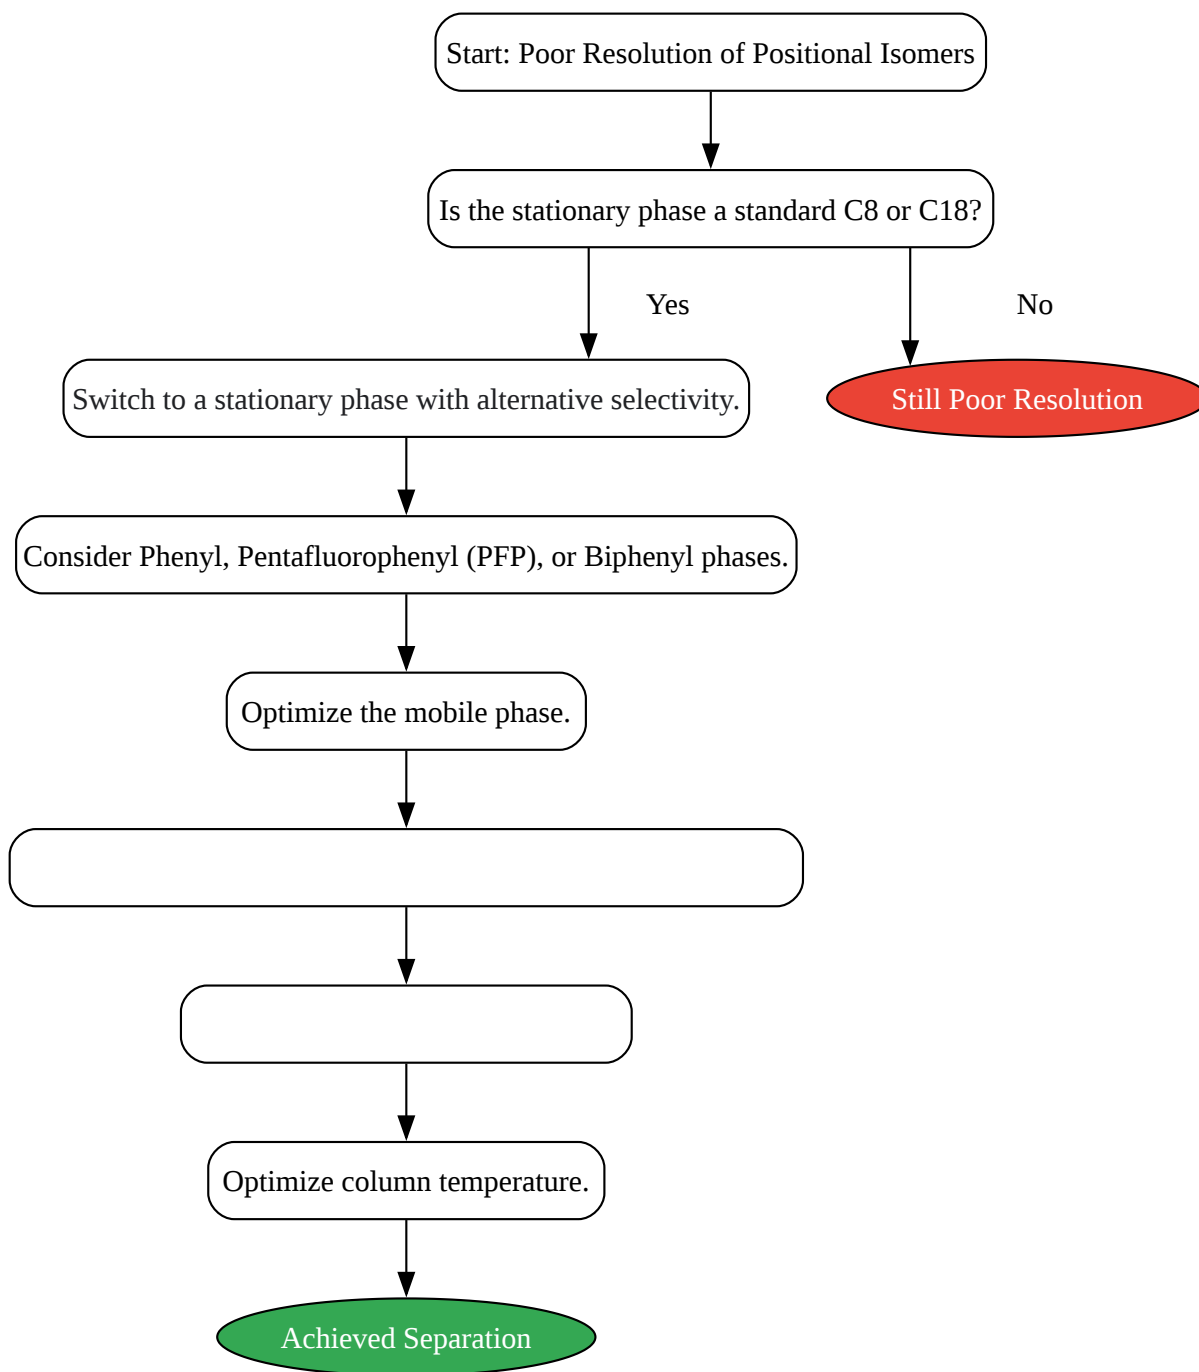 Start: Poor Resolution of Positional Isomers
Is the stationary phase a standard C8 or C18?
Yes
No
Switch to a stationary phase with alternative selectivity.
Still Poor Resolution
Consider Phenyl, Pentafluorophenyl (PFP), or Biphenyl phases.
Optimize the mobile phase.
Optimize column temperature.
Achieved Separation